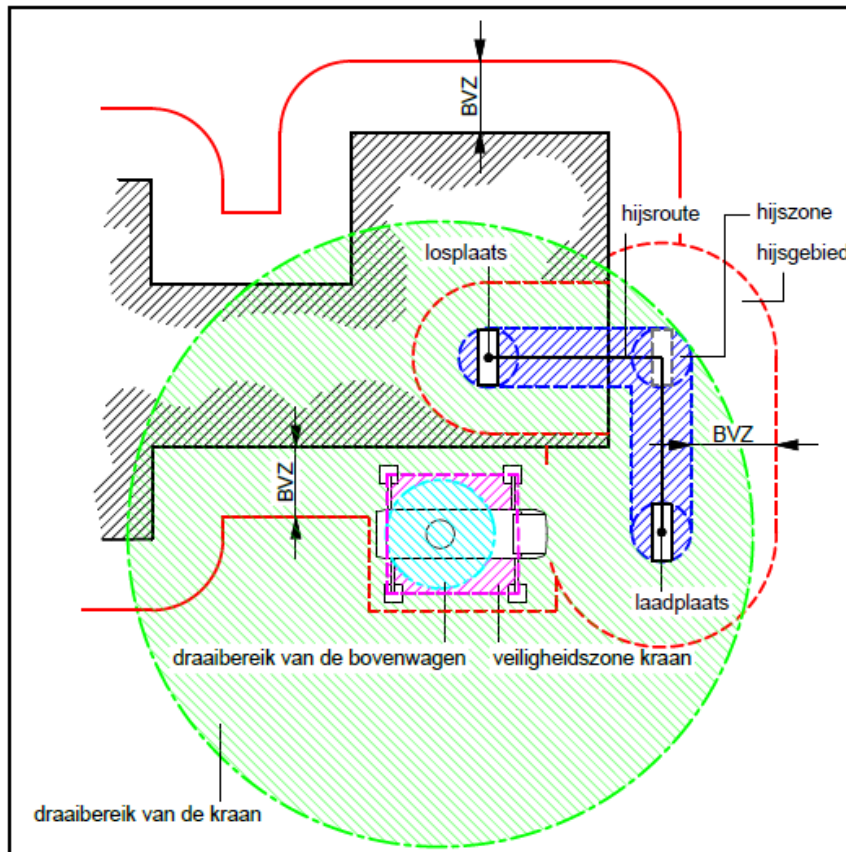 BVZ
hijsroute
hijszone
losplaats
hijsgebied
BVZ
BVZ
laadplaats
draaibereik van de bovenwagen
veiligheidszone kraan
draaibereik van de kraan